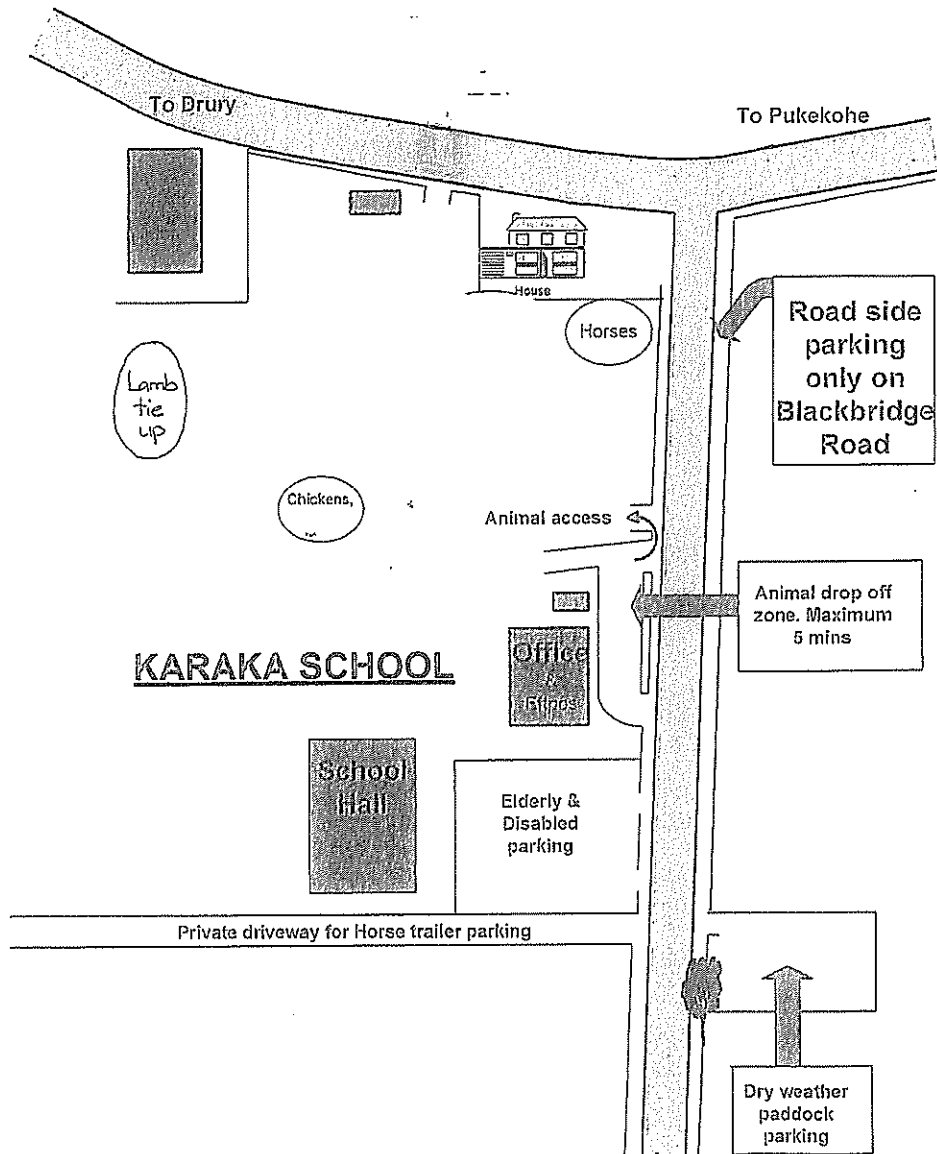 To Drury
To Pukekohe
House
Horses
Road side
parking
only on
Blackbridge
Road
Lamb
tie
up
Chickens,
Animal access
Animal drop off
zone. Maximum
5 mins
Office
&
KARAKA SCHOOL
School
Hall
Elderly &
Disabled
parking
Private driveway for Horse trailer parking
Dry weather
paddock
parking